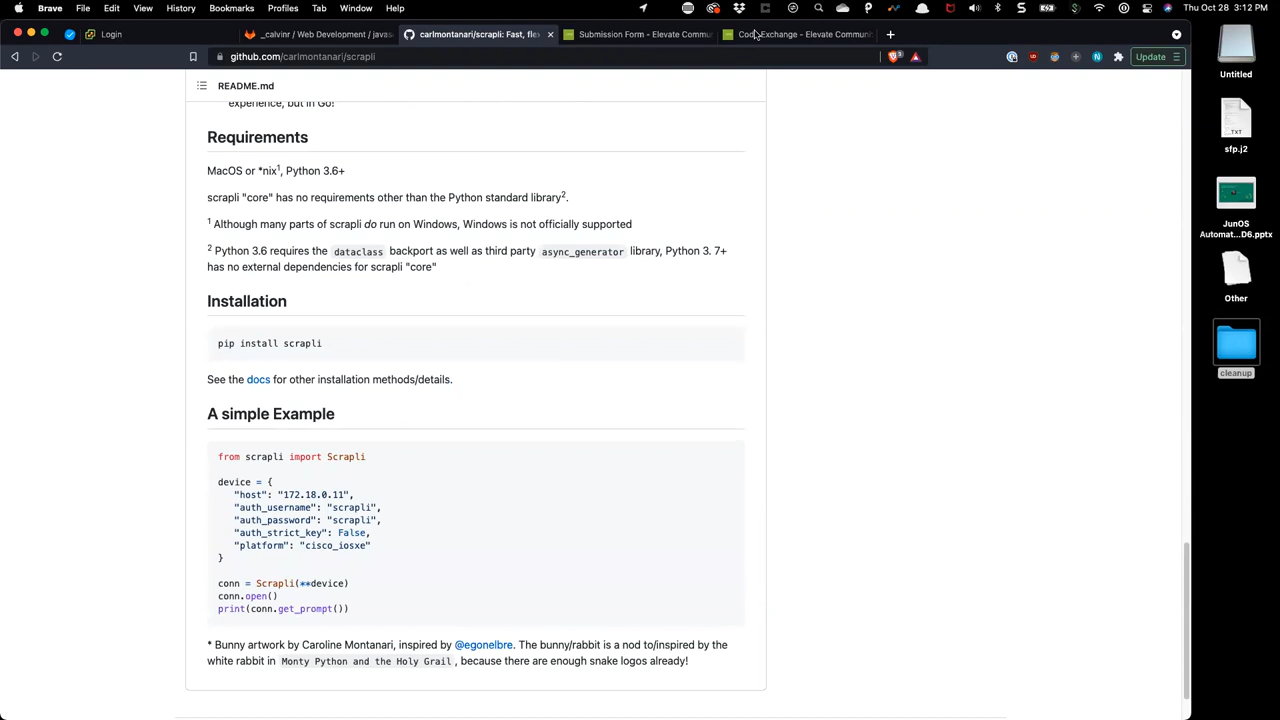 Brave File Edit View History Bookmarks Profiles Tab Window Help Thu Oct 28 3:12 PM
Login
_calvinr / Web Development / javas
carlmontanari/scrapli: Fast, flex
Submission Form - Elevate Commun
Exchange - Elevate Communi
github.com/carlmontanari/scrapli
Update
README.md
experience, but in Go!
Requirements
MacOS or *nix1, Python 3.6+
scrapli "core" has no requirements other than the Python standard library2.
1 Although many parts of scrapli do run on Windows, Windows is not officially supported
2 Python 3.6 requires the dataclass backport as well as third party async_generator library, Python 3. 7+
has no external dependencies for scrapli "core"
Installation
pip install scrapli
See the docs for other installation methods/details.
A simple Example
from scrapli import Scrapli
device = {
"host": "172.18.0.11",
"auth_username": "scrapli",
"auth_password": "scrapli",
"auth_strict_key": False,
"platform": "cisco_iosxe"
}
conn = Scrapli(**device)
conn.open()
print(conn.get_prompt())
* Bunny artwork by Caroline Montanari, inspired by @egonelbre. The bunny/rabbit is a nod to/inspired by the
white rabbit in Monty Python and the Holy Grail , because there are enough snake logos already!
Untitled
TXT
sfp.j2
JunOS
Automat...D6.pptx
Other
cleanup